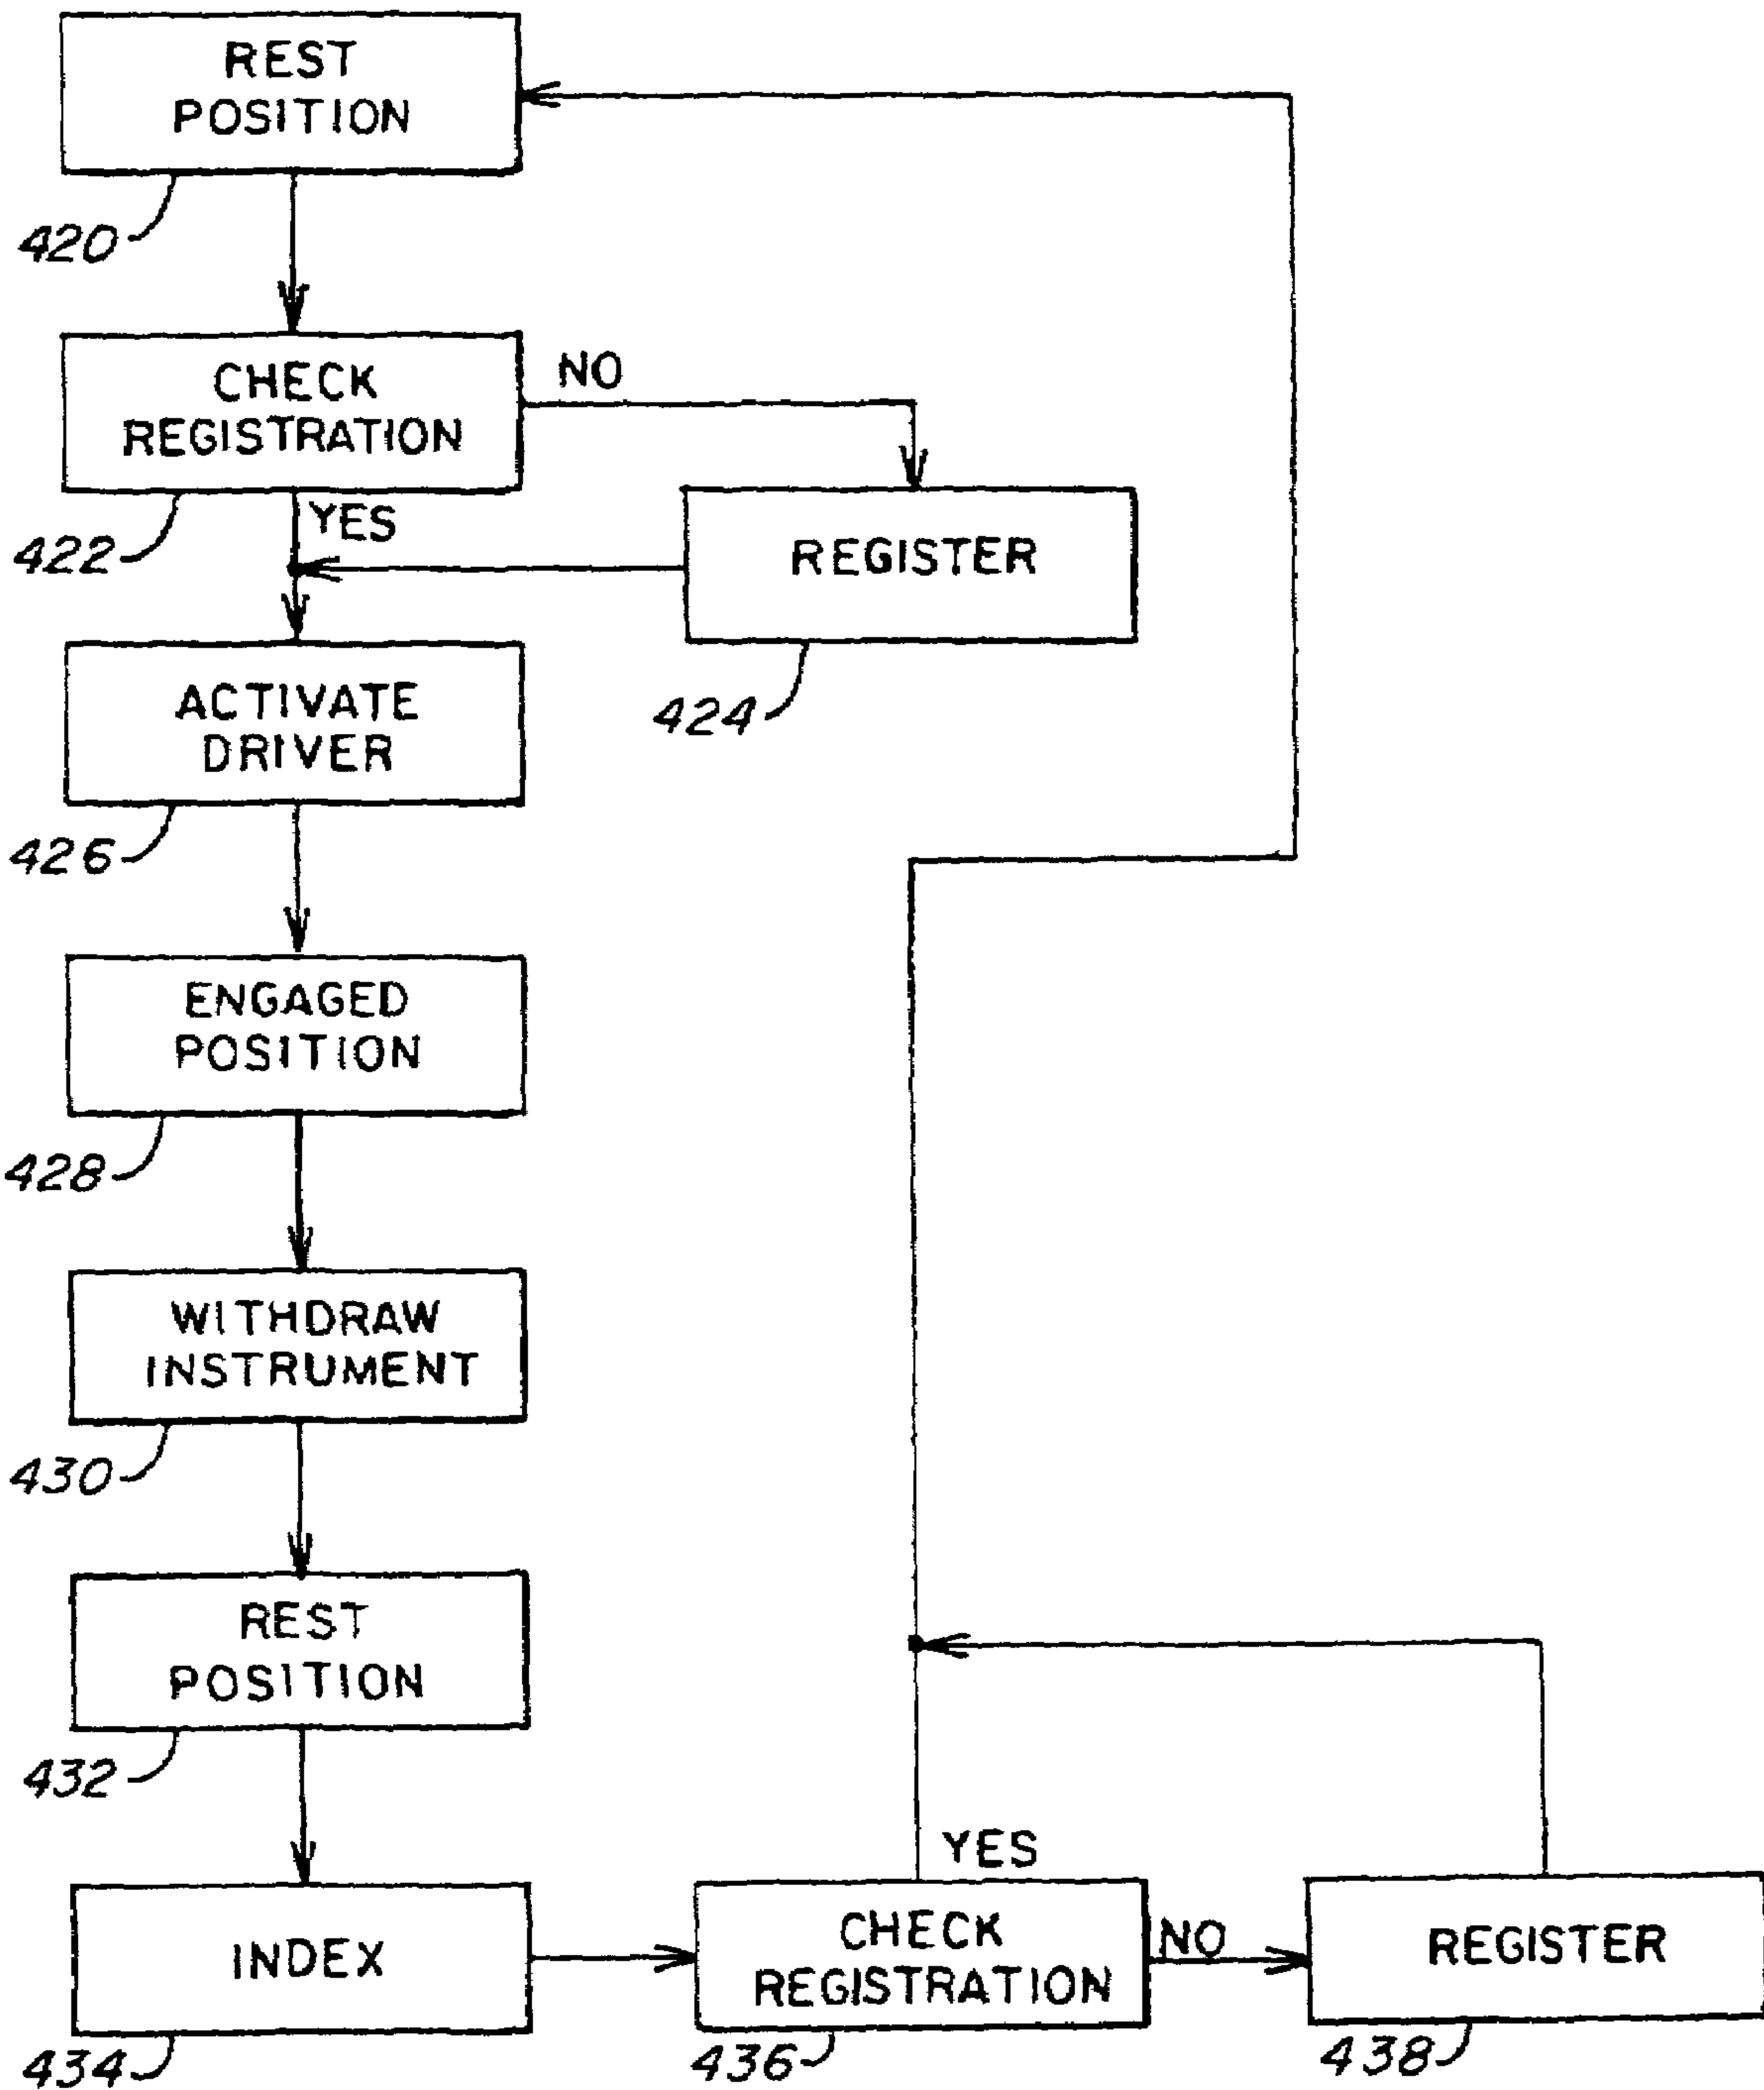 REST
POSITION
420
CHECK
REGISTRATION
NO
YES
422
REGISTER
424
ACTIVATE
DRIVER
426
ENGAGED
POSITION
428
WITHDRAW
INSTRUMENT
430
REST
POSITION
432
INDEX
434
YES
CHECK
REGISTRATION
436
NO
REGISTER
438